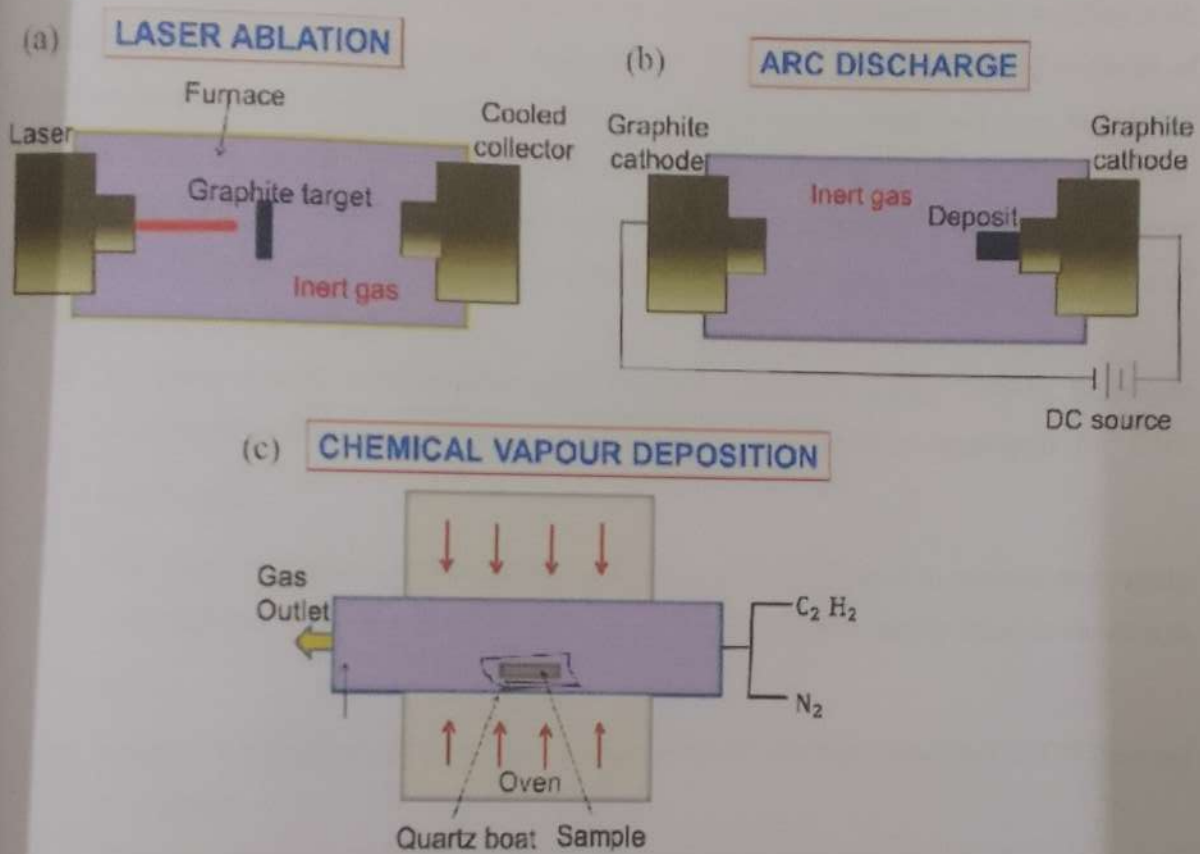 (a) LASER ABLATION
Furnace
Laser
Cooled
collector
Graphite target
Inert gas
(b) ARC DISCHARGE
Graphite
cathode
Graphite
cathode
Inert gas
Deposit
DC source
(c) CHEMICAL VAPOUR DEPOSITION
Gas
Outlet
C₂ H₂
N₂
Oven
Quartz boat Sample